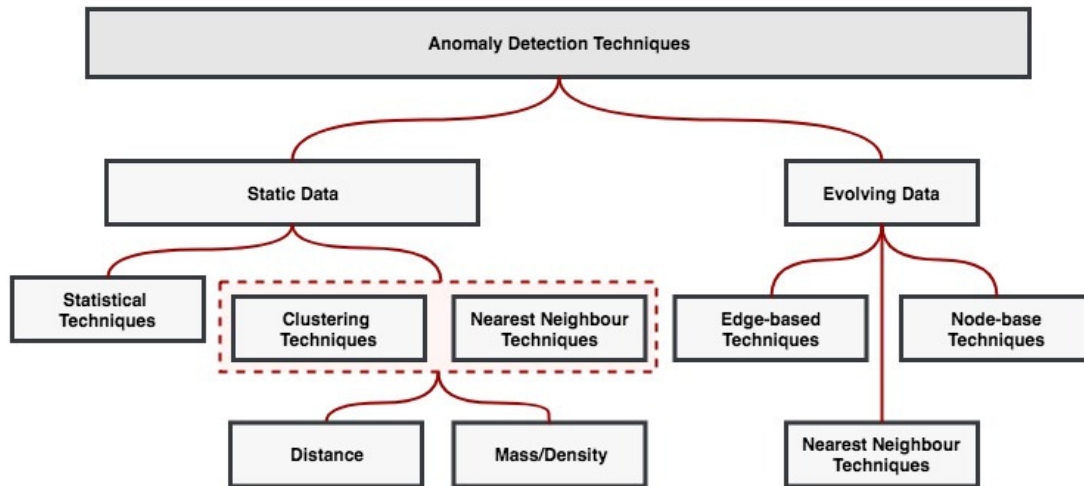 Anomaly Detection Techniques
Static Data
Evolving Data
Statistical
Techniques
Clustering
Techniques
Nearest Neighbour
Techniques
Edge-based
Techniques
Node-base
Techniques
Distance
Mass/Density
Nearest Neighbour
Techniques